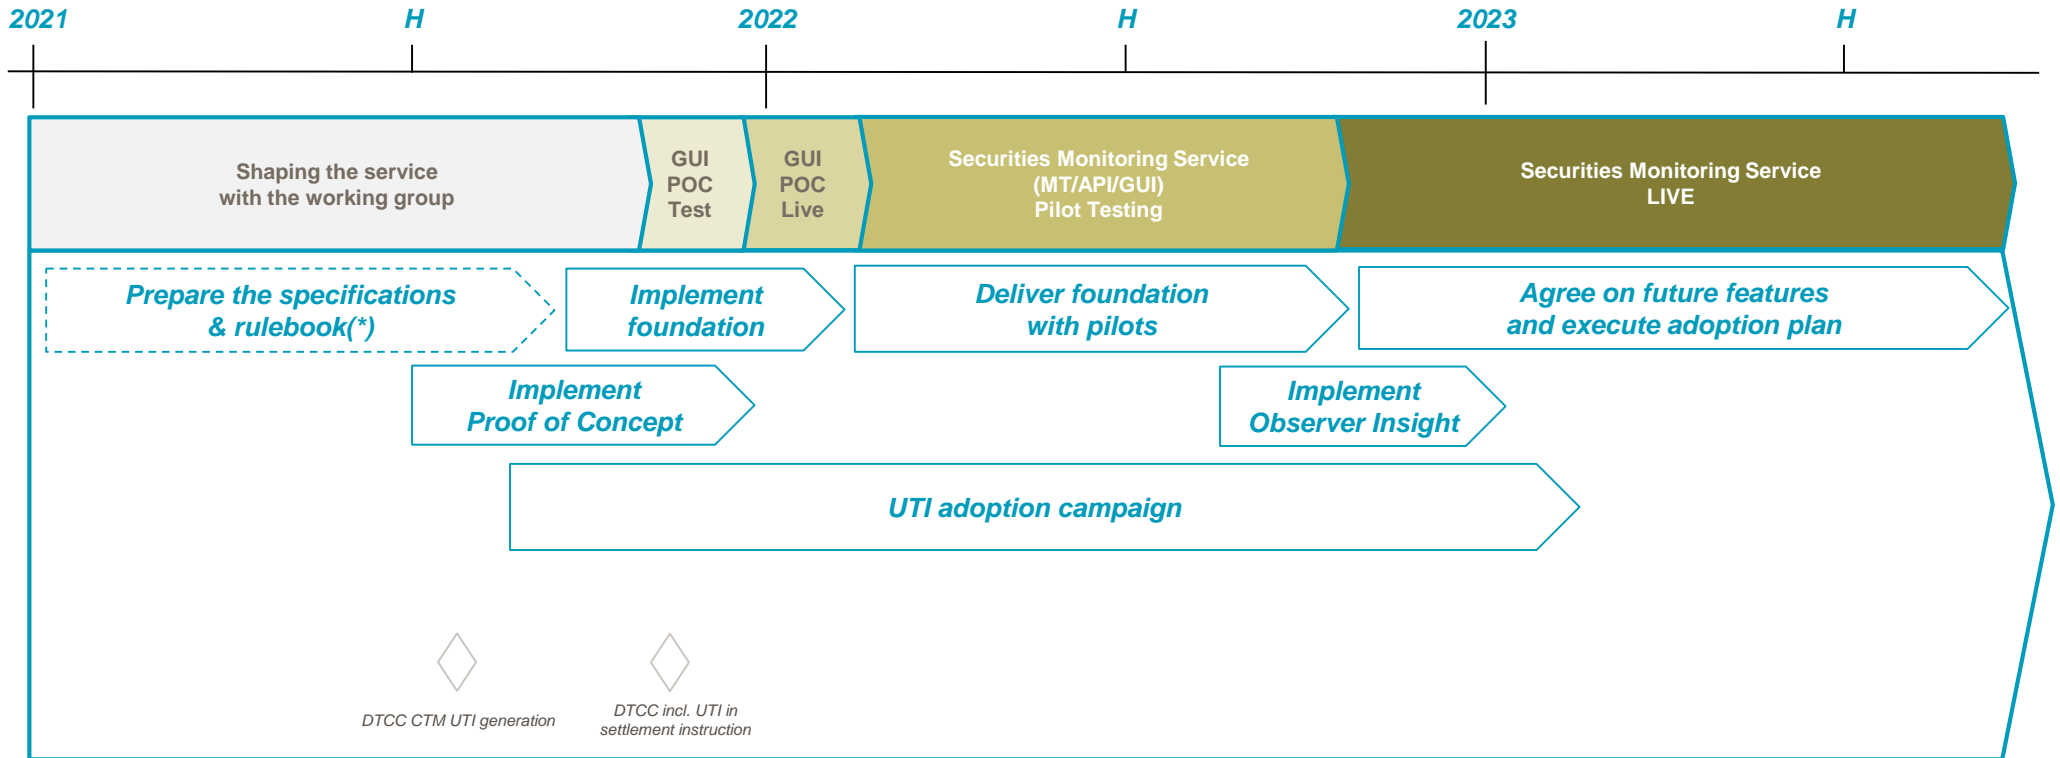 2021
H
2022
H
2023
H
Shaping the service
with the working group
GUI
POC
Test
GUI
POC
Live
Securities Monitoring Service
(MT/API/GUI)
Pilot Testing
Securities Monitoring Service
LIVE
Prepare the specifications
& rulebook(*)
Implement
foundation
Deliver foundation
with pilots
Agree on future features
and execute adoption plan
Implement
Proof of Concept
Implement
Observer Insight
UTI adoption campaign
DTCC CTM UTI generation
DTCC incl. UTI in
settlement instruction